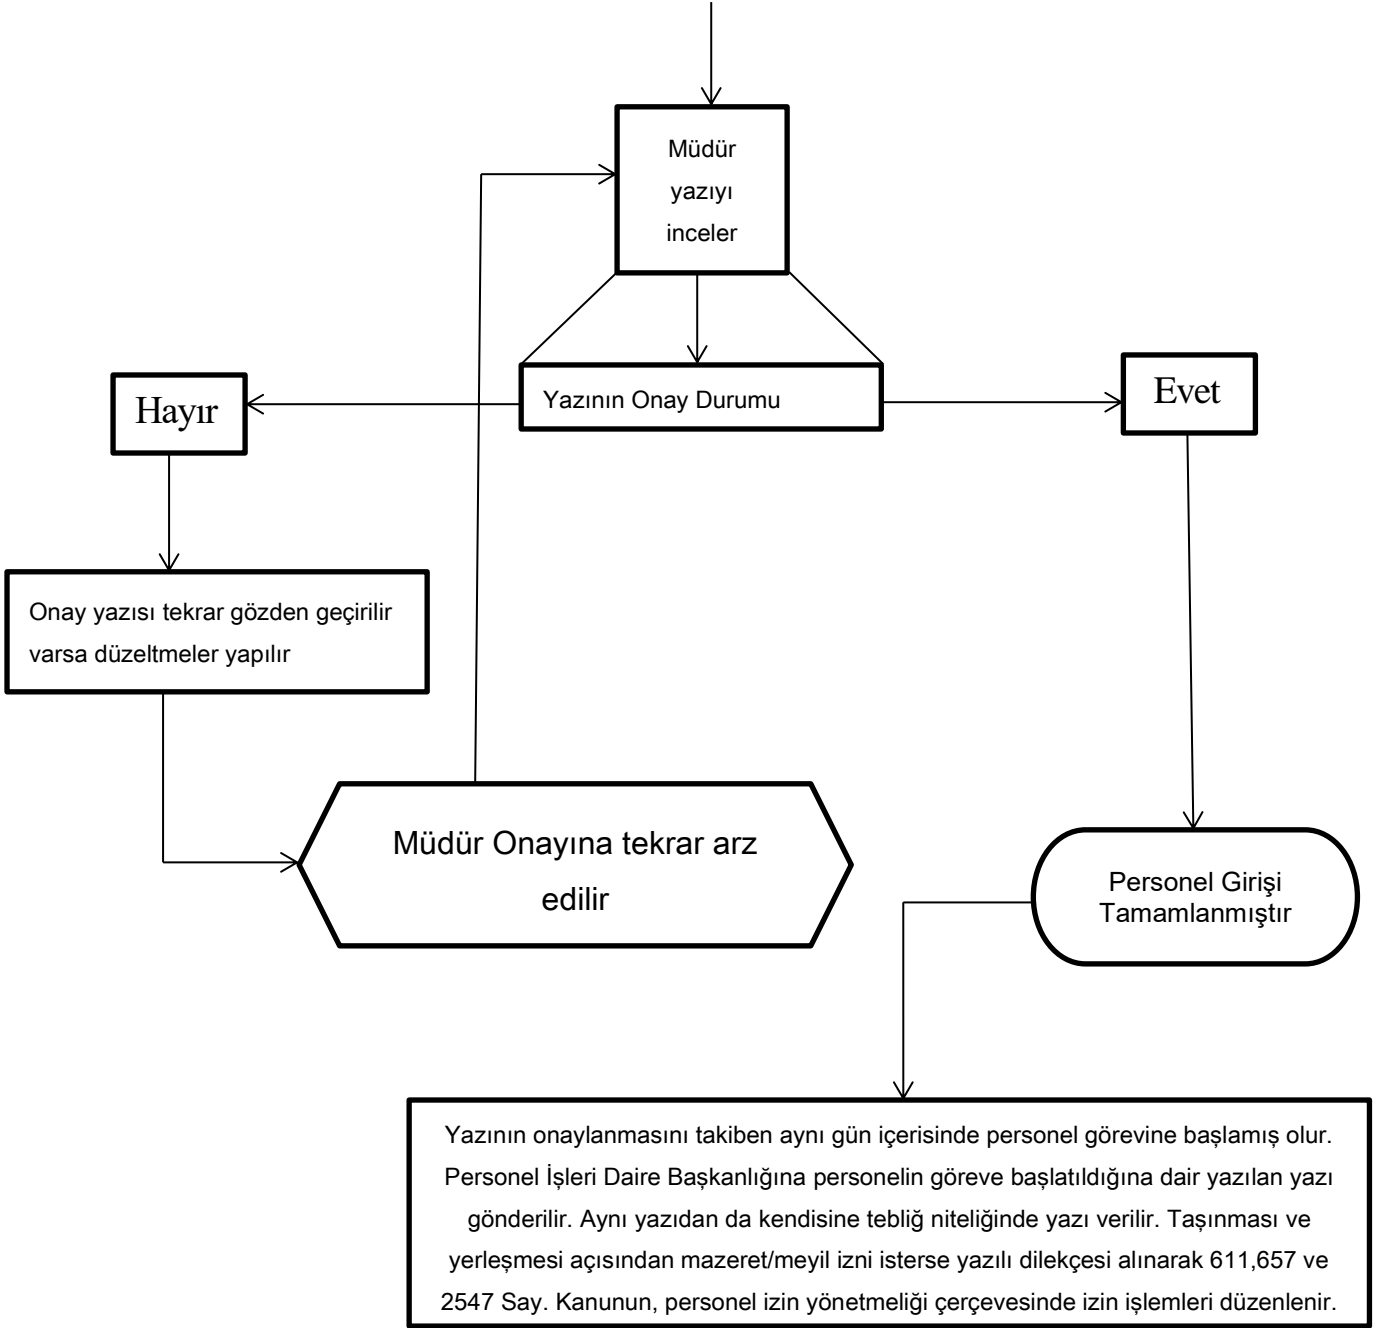 Müdür
yazıyı
inceler
Yazının Onay Durumu
Hayır
Evet
Onay yazısı tekrar gözden geçirilir
varsa düzeltmeler yapılır
Müdür Onayına tekrar arz
edilir
Personel Girişi
Tamamlanmıştır
Yazının onaylanmasını takiben aynı gün içerisinde personel görevine başlamış olur.
Personel İşleri Daire Başkanlığına personelin göreve başlatıldığına dair yazılan yazı
gönderilir. Aynı yazıdan da kendisine tebliğ niteliğinde yazı verilir. Taşınması ve
yerleşmesi açısından mazeret/meyil izni isterse yazılı dilekçesi alınarak 611,657 ve
2547 Say. Kanunun, personel izin yönetmeliği çerçevesinde izin işlemleri düzenlenir.